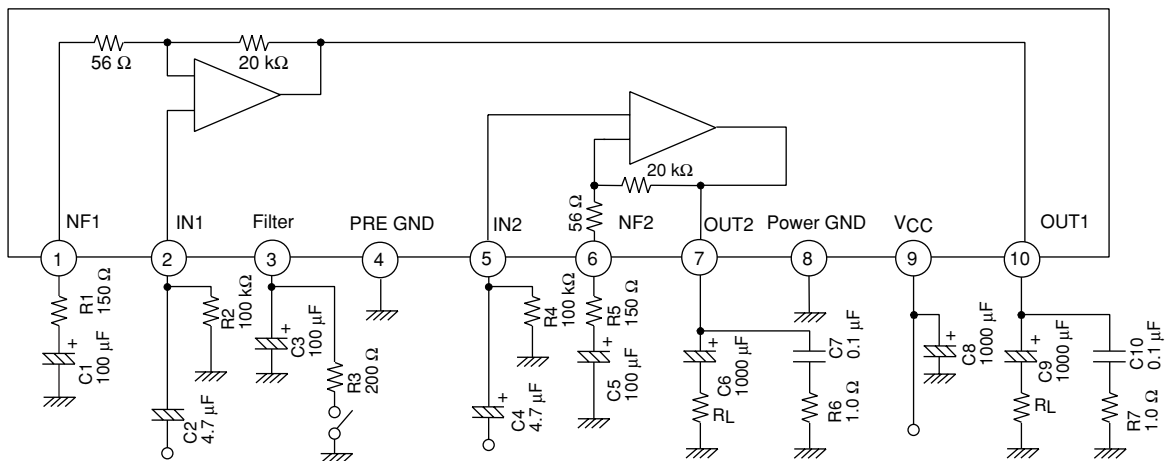 56 Ω
20 kΩ
20 kΩ
56 Ω
NF1
IN1
Filter
PRE GND
IN2
NF2
OUT2
Power GND
VCC
OUT1
1
2
3
4
5
6
7
8
9
10
R1
150 Ω
+
C1
100 μF
R2
100 kΩ
C2
4.7 μF
+
+
C3
100 μF
R3
200 Ω
R4
100 kΩ
C4
4.7 μF
+
R5
150 Ω
+
C5
100 μF
+
C6
1000 μF
RL
C7
0.1 μF
R6
1.0 Ω
+
C8
1000 μF
+
C9
1000 μF
RL
C10
0.1 μF
R7
1.0 Ω